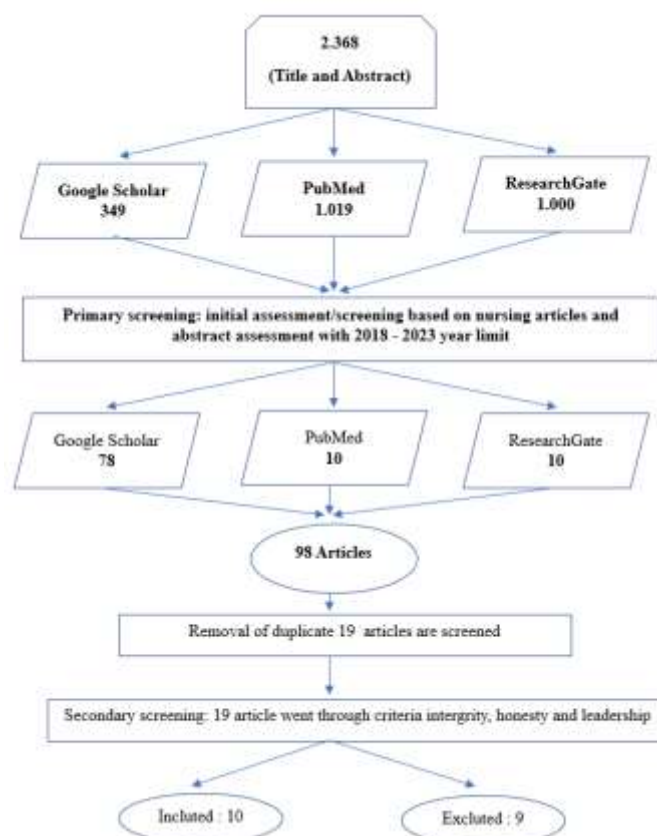 2.368
(Title and Abstract)
Google Scholar
349
PubMed
1.019
ResearchGate
1.000
Primary screening: initial assessment/screening based on nursing articles and
abstract assessment with 2018 - 2023 year limit
Google Scholar
78
PubMed
10
ResearchGate
10
98 Articles
Removal of duplicate 19 articles are screened
Secondary screening: 19 article went through criteria intergrity, honesty and leadership
Incluted : 10
Excluted : 9